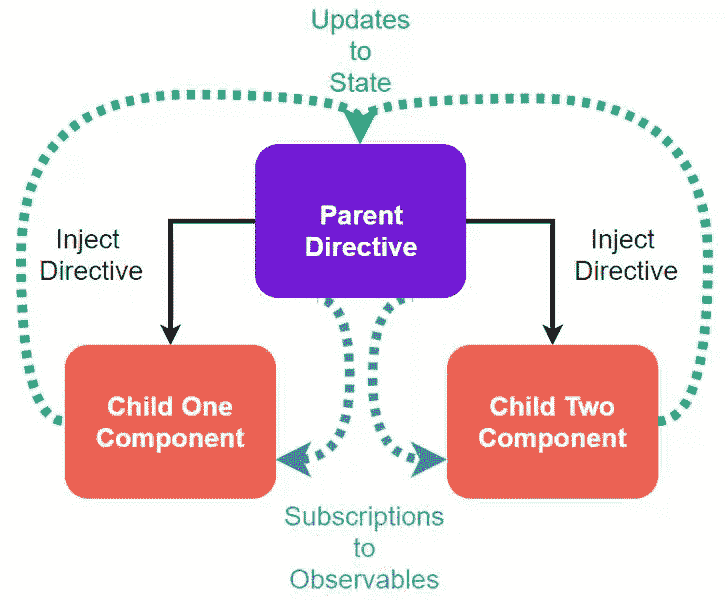 Updates
to
State
Parent
Directive
Inject
Directive
Inject
Directive
Child One
Component
Child Two
Component
Subscriptions
to
Observables